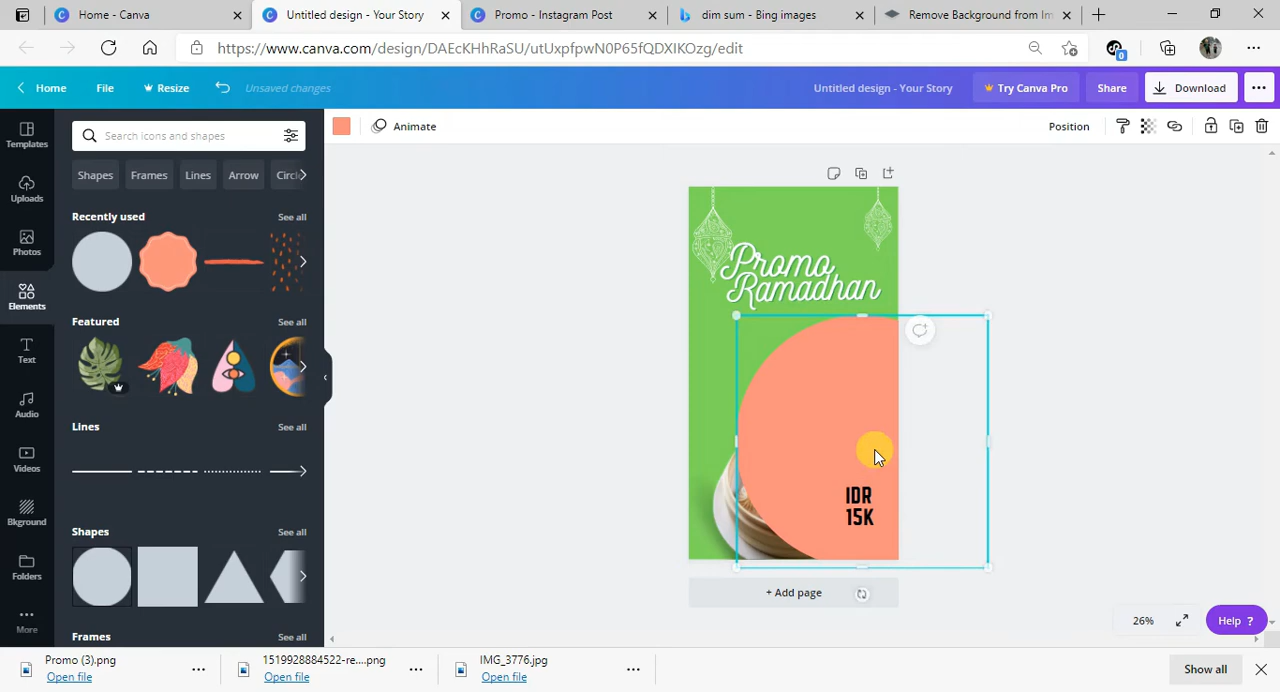 Home - Canva
Untitled design - Your Story
Promo - Instagram Post
dim sum - Bing images
Remove Background from Im
https://www.canva.com/design/DAEcKHhRaSU/utUxpfpwN0P65fQDXIKOzg/edit
0
Home
File
Resize
Unsaved changes
Untitled design - Your Story
Try Canva Pro
Share
Download
Templates
Uploads
Photos
Elements
Text
Audio
Videos
Bkground
Folders
More
Search icons and shapes
Shapes
Frames
Lines
Arrow
Circl
Recently used
See all
Featured
See all
Lines
See all
Shapes
See all
Frames
See all
Animate
Position
Promo
Ramadhan
IDR
15K
+ Add page
26%
Help ?
Promo (3).png
Open file
1519928884522-re....png
Open file
IMG_3776.jpg
Open file
Show all